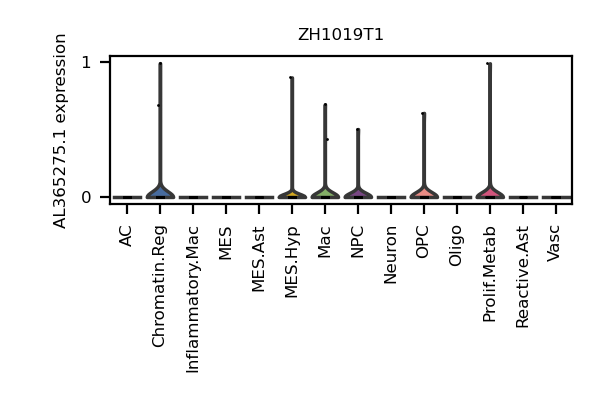 ZH1019T1
AL365275.1 expression
1
0
AC
Chromatin.Reg
Inflammatory.Mac
MES
MES.Ast
MES.Hyp
Mac
NPC
Neuron
OPC
Oligo
Prolif.Metab
Reactive.Ast
Vasc